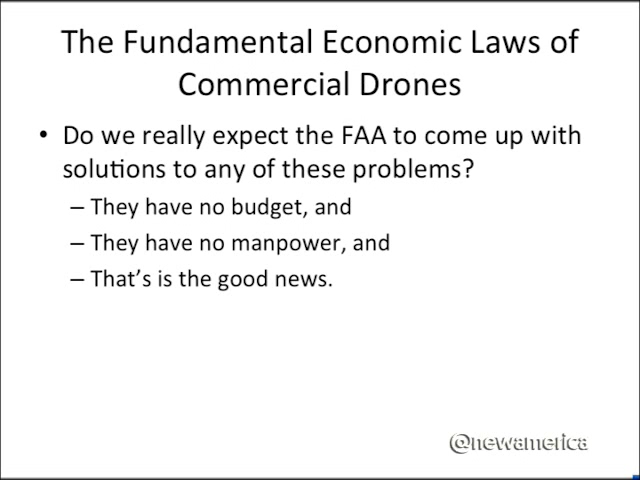 The Fundamental Economic Laws of
Commercial Drones
• Do we really expect the FAA to come up with
solutions to any of these problems?
– They have no budget, and
– They have no manpower, and
– That's is the good news.
@newamerica